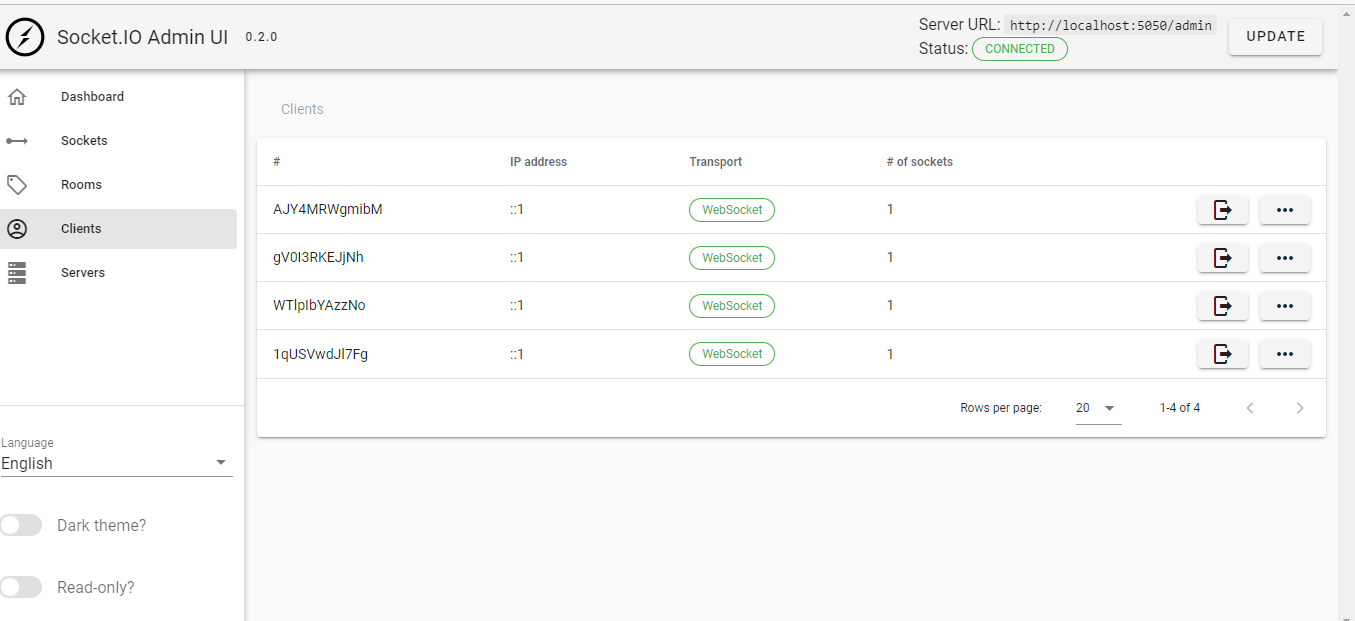 Socket.IO Admin UI 0.2.0
Server URL: http://localhost:5050/admin
Status: CONNECTED
UPDATE
Dashboard
Sockets
Rooms
Clients
Servers
Language
English
Dark theme?
Read-only?
Clients
# IP address Transport # of sockets
AJY4MRWgmibM ::1 WebSocket 1
gV0I3RKEJjNh ::1 WebSocket 1
WTlpIbYAzzNo ::1 WebSocket 1
1qUSVwdJl7Fg ::1 WebSocket 1
Rows per page: 20 1-4 of 4